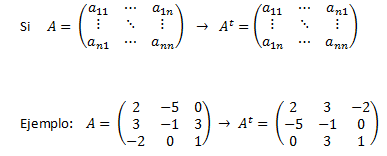 Si A = ( a11 ⋯ a1n ; ⋮ ⋱ ⋮ ; an1 ⋯ ann ) → A^t = ( a11 ⋯ an1 ; ⋮ ⋱ ⋮ ; a1n ⋯ ann )
Ejemplo: A = ( 2 -5 0 ; 3 -1 3 ; -2 0 1 ) → A^t = ( 2 3 -2 ; -5 -1 0 ; 0 3 1 )